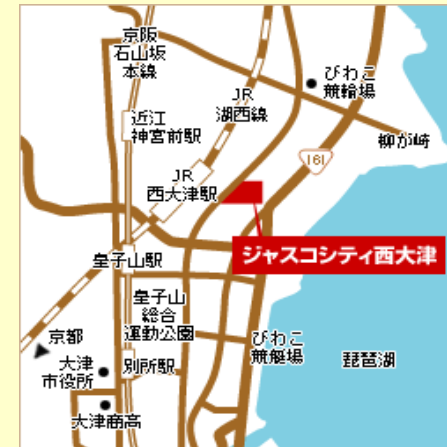 京阪
石山坂
本線
びわこ
競輪場
JR
湖西線
近江
神宮前駅
柳が崎
161
JR
西大津駅
ジャスコシティ西大津
皇子山駅
皇子山
総合
運動公園
京都
びわこ
競艇場
琵琶湖
大津
市役所
別所駅
大津商高